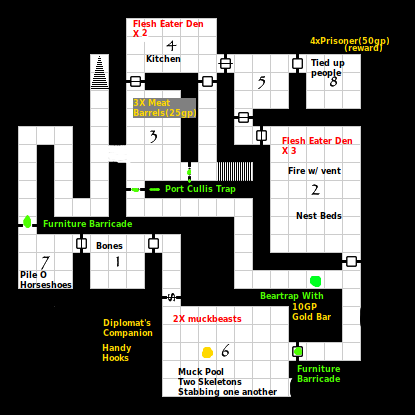 Flesh Eater Den
X 2
4
Kitchen
4xPrisoner(50gp)
(reward)
Tied up
people
8
5
3X Meat
Barrels(25gp)
3
Flesh Eater Den
X 3
Fire w/ vent
2
Nest Beds
Port Cullis Trap
Furniture Barricade
Bones
1
7
Pile O
Horseshoes
Beartrap With
10GP
Gold Bar
$
2X muckbeasts
Diplomat's
Companion
Handy
Hooks
6
Muck Pool
Two Skeletons
Stabbing one another
Furniture
Barricade